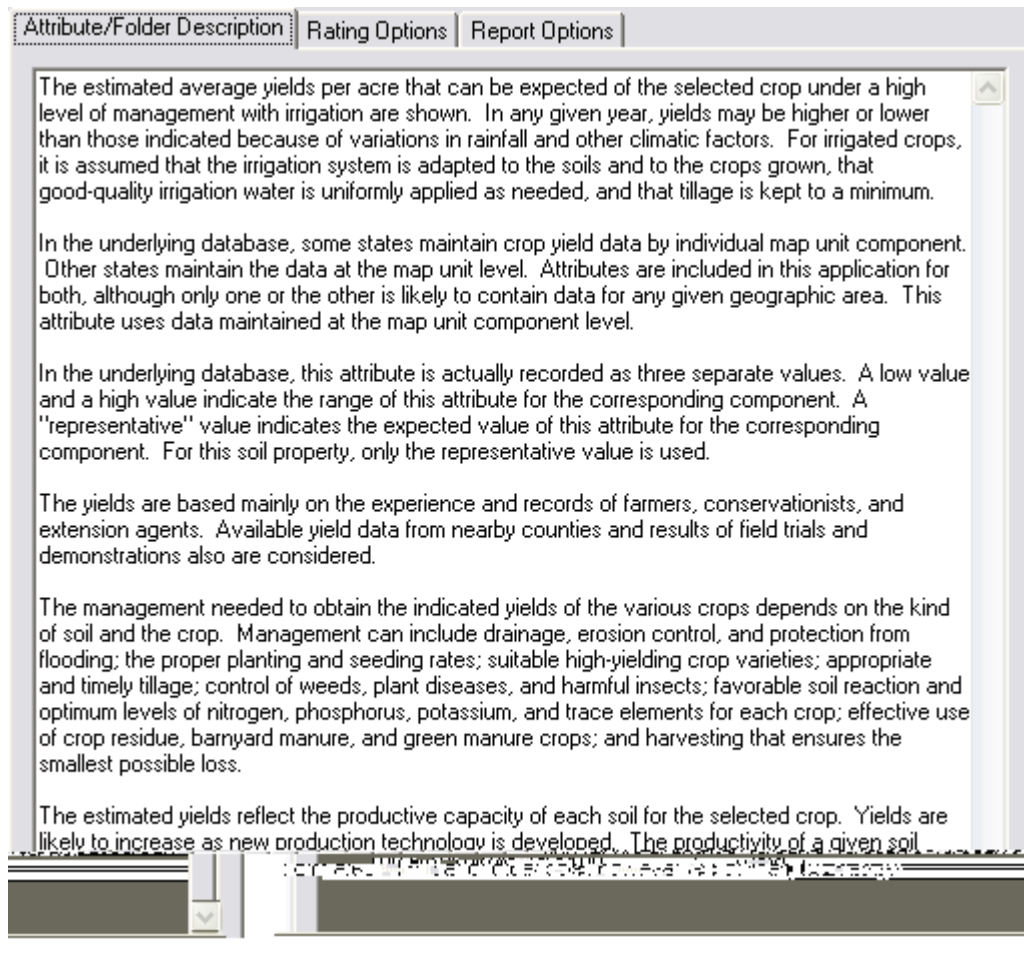 Attribute/Folder Description Rating Options Report Options
The estimated average yields per acre that can be expected of the selected crop under a high
level of management with irrigation are shown.  In any given year, yields may be higher or lower
than those indicated because of variations in rainfall and other climatic factors.  For irrigated crops,
it is assumed that the irrigation system is adapted to the soils and to the crops grown, that
good-quality irrigation water is uniformly applied as needed, and that tillage is kept to a minimum.
In the underlying database, some states maintain crop yield data by individual map unit component.
Other states maintain the data at the map unit level.  Attributes are included in this application for
both, although only one or the other is likely to contain data for any given geographic area.  This
attribute uses data maintained at the map unit component level.
In the underlying database, this attribute is actually recorded as three separate values.  A low value
and a high value indicate the range of this attribute for the corresponding component.  A
"representative" value indicates the expected value of this attribute for the corresponding
component.  For this soil property, only the representative value is used.
The yields are based mainly on the experience and records of farmers, conservationists, and
extension agents.  Available yield data from nearby counties and results of field trials and
demonstrations also are considered.
The management needed to obtain the indicated yields of the various crops depends on the kind
of soil and the crop.  Management can include drainage, erosion control, and protection from
flooding; the proper planting and seeding rates; suitable high-yielding crop varieties; appropriate
and timely tillage; control of weeds, plant diseases, and harmful insects; favorable soil reaction and
optimum levels of nitrogen, phosphorus, potassium, and trace elements for each crop; effective use
of crop residue, barnyard manure, and green manure crops; and harvesting that ensures the
smallest possible loss.
The estimated yields reflect the productive capacity of each soil for the selected crop.  Yields are
likely to increase as new production technology is developed.  The productivity of a given soil